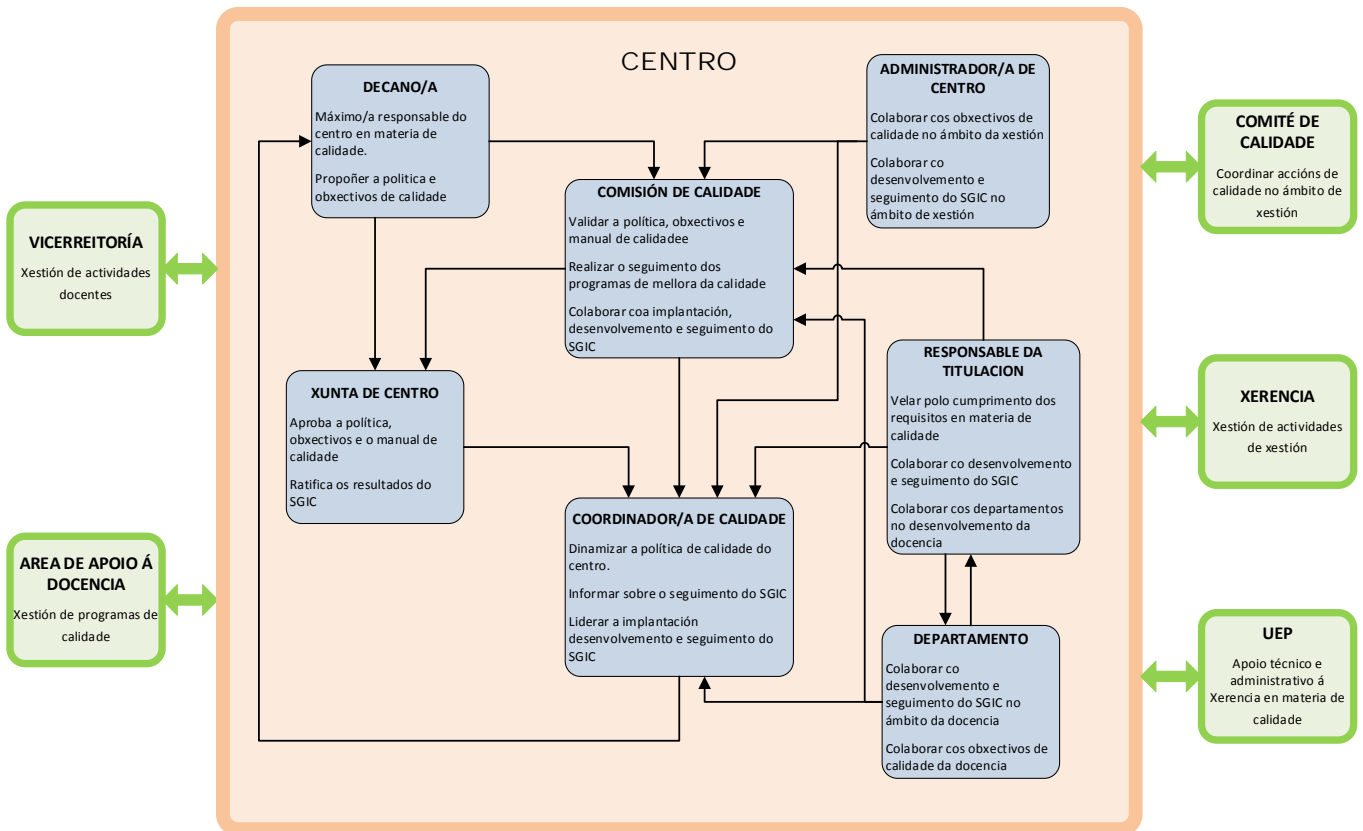 CENTRO
DECANO/A
Máximo/a responsable do
centro en materia de
calidade.
Propoñer a politica e
obxectivos de calidade
ADMINISTRADOR/A DE
CENTRO
Colaborar cos obxectivos de
calidade no ámbito da xestión
Colaborar co
desenvolvemento e
seguimento do SGIC no
ámbito de xestión
COMISIÓN DE CALIDADE
Validar a política, obxectivos e
manual de calidadee
Realizar o seguimento dos
programas de mellora da calidade
Colaborar coa implantación,
desenvolvemento e seguimento do
SGIC
XUNTA DE CENTRO
Aproba a política,
obxectivos e o manual de
calidade
Ratifica os resultados do
SGIC
RESPONSABLE DA
TITULACION
Velar polo cumprimento dos
requisitos en materia de
calidade
Colaborar co desenvolvemento
e seguimento do SGIC
Colaborar cos departamentos
no desenvolvemento da
docencia
COORDINADOR/A DE CALIDADE
Dinamizar a política de calidade do
centro.
Informar sobre o seguimento do SGIC
Liderar a implantación
desenvolvemento e seguimento do
SGIC
DEPARTAMENTO
Colaborar co
desenvolvemento e
seguimento do SGIC no
ámbito da docencia
Colaborar cos obxectivos de
calidade da docencia
VICERREITORÍA
Xestión de actividades
docentes
AREA DE APOIO Á
DOCENCIA
Xestión de programas de
calidade
COMITÉ DE
CALIDADE
Coordinar accións de
calidade no ámbito de
xestión
XERENCIA
Xestión de actividades
de xestión
UEP
Apoio técnico e
administrativo á
Xerencia en materia de
calidade